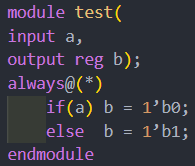 module test(
input a,
output reg b);
always@(*)
    if(a) b = 1’b0;
    else  b = 1’b1;
endmodule